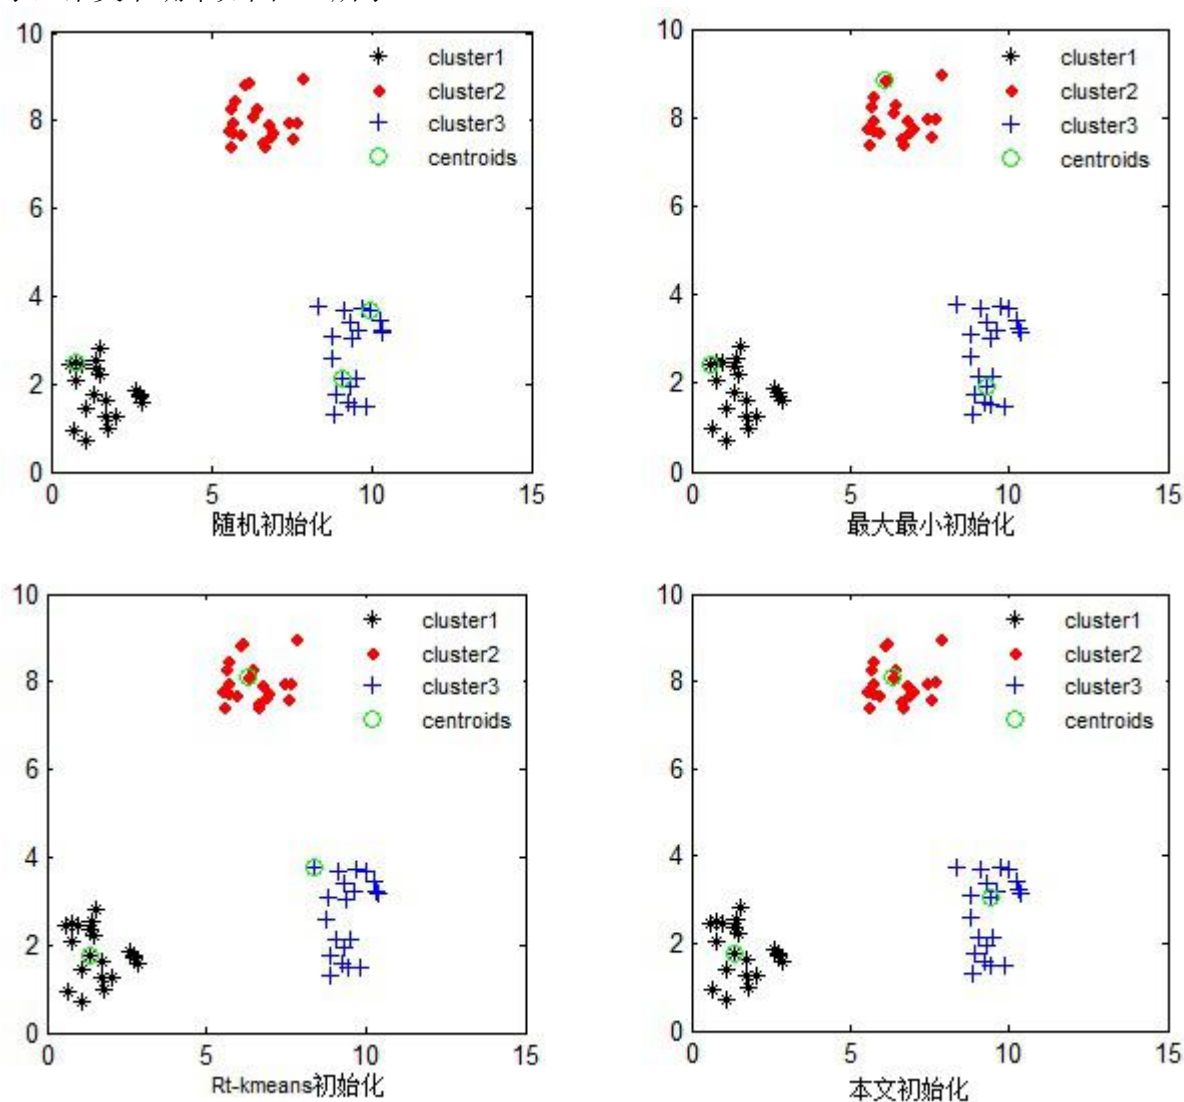 10
8
6
4
2
0
0 5 10 15
cluster1
cluster2
cluster3
centroids
随机初始化
10
8
6
4
2
0
0 5 10 15
cluster1
cluster2
cluster3
centroids
最大最小初始化
10
8
6
4
2
0
0 5 10 15
cluster1
cluster2
cluster3
centroids
Rt-kmeans初始化
10
8
6
4
2
0
0 5 10 15
cluster1
cluster2
cluster3
centroids
本文初始化